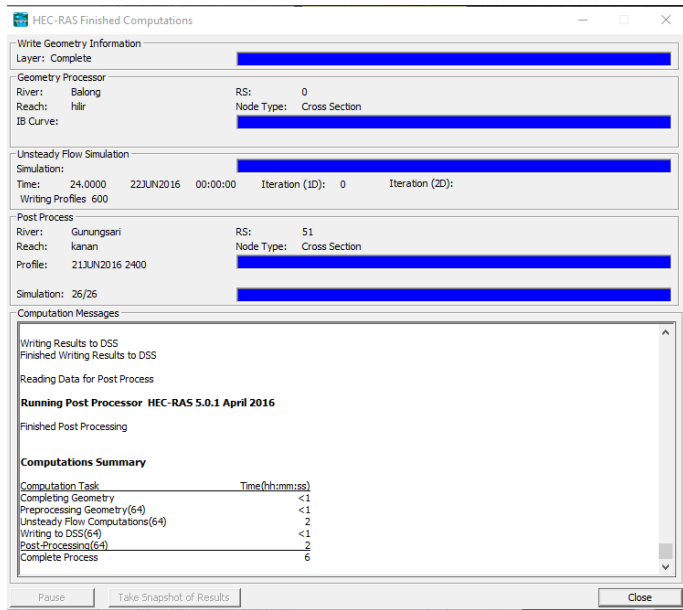 HEC-RAS Finished Computations
Write Geometry Information
Layer: Complete
Geometry Processor
River: Balong RS: 0
Reach: hilir Node Type: Cross Section
IB Curve:
Unsteady Flow Simulation
Simulation:
Time: 24.0000 22JUN2016 00:00:00 Iteration (1D): 0 Iteration (2D):
Writing Profiles 600
Post Process
River: Gunungsari RS: 51
Reach: kanan Node Type: Cross Section
Profile: 21JUN2016 2400
Simulation: 26/26
Computation Messages
Writing Results to DSS
Finished Writing Results to DSS
Reading Data for Post Process
Running Post Processor HEC-RAS 5.0.1 April 2016
Finished Post Processing
Computations Summary
Computation Task Time(hh:mm:ss)
Completing Geometry <1
Preprocessing Geometry(64) <1
Unsteady Flow Computations(64) 2
Writing to DSS(64) <1
Post-Processing(64) 2
Complete Process 6
Pause Take Snapshot of Results Close